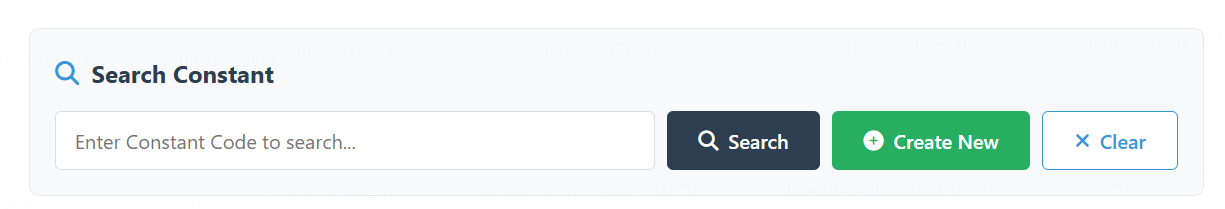 Search Constant
Enter Constant Code to search...
Search
Create New
Clear